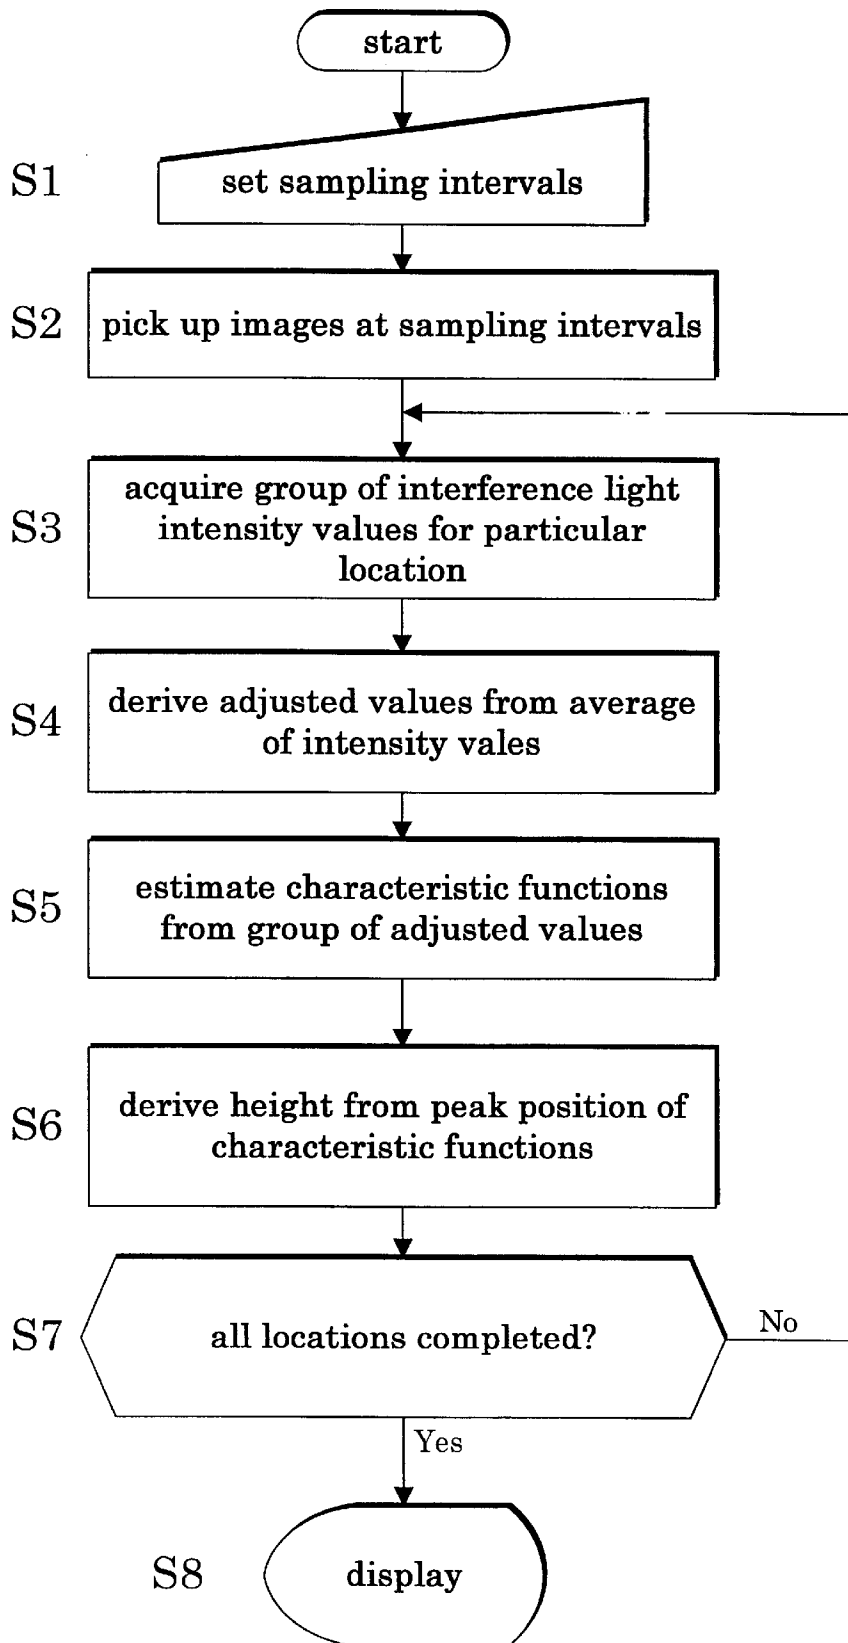 start
S1
set sampling intervals
S2
pick up images at sampling intervals
S3
acquire group of interference light
intensity values for particular
location
S4
derive adjusted values from average
of intensity vales
S5
estimate characteristic functions
from group of adjusted values
S6
derive height from peak position of
characteristic functions
S7
all locations completed?
No
Yes
S8
display